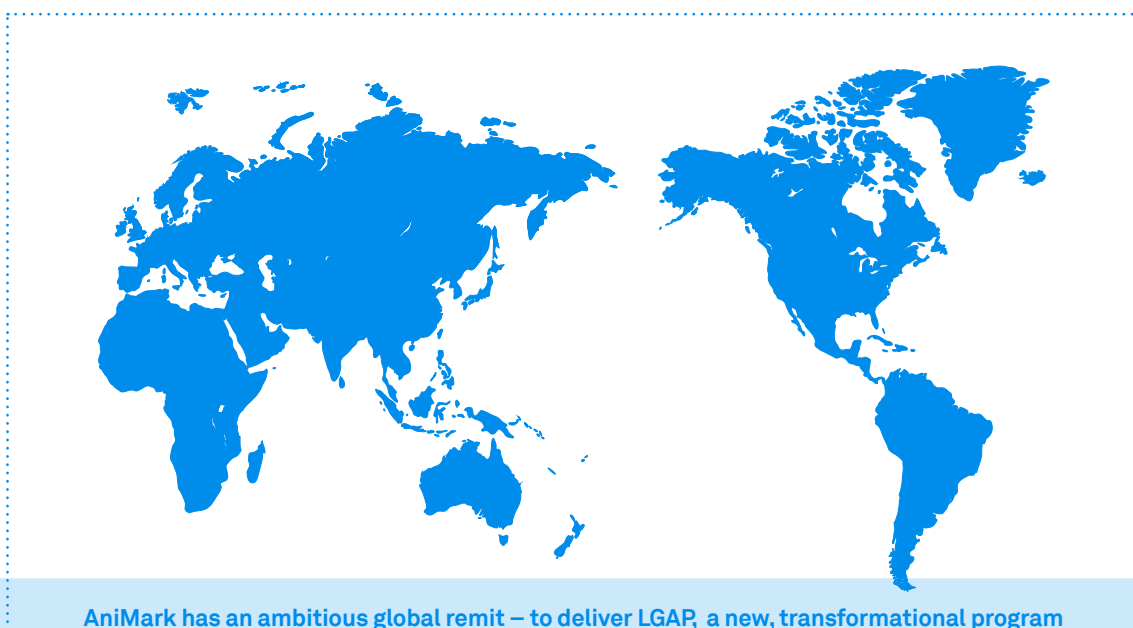 AniMark has an ambitious global remit – to deliver LGAP, a new, transformational program